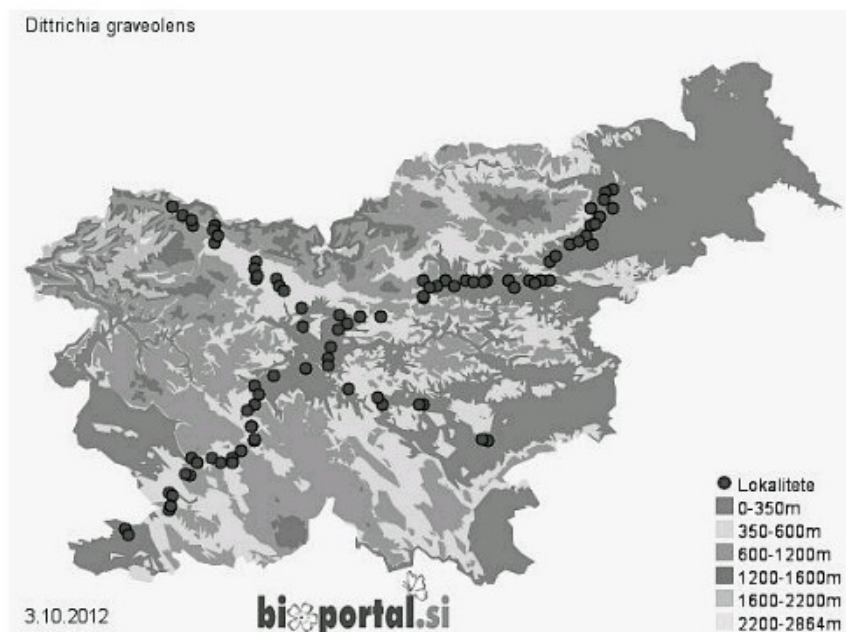 Dittrichia graveolens
Lokalitete
0-350m
350-600m
600-1200m
1200-1600m
1600-2200m
2200-2864m
3.10.2012
bioportal.si